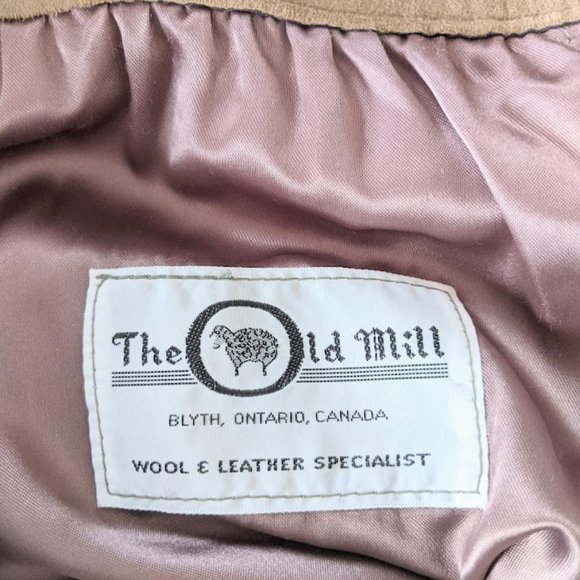 The Old Mill
BLYTH, ONTARIO, CANADA
WOOL & LEATHER SPECIALIST